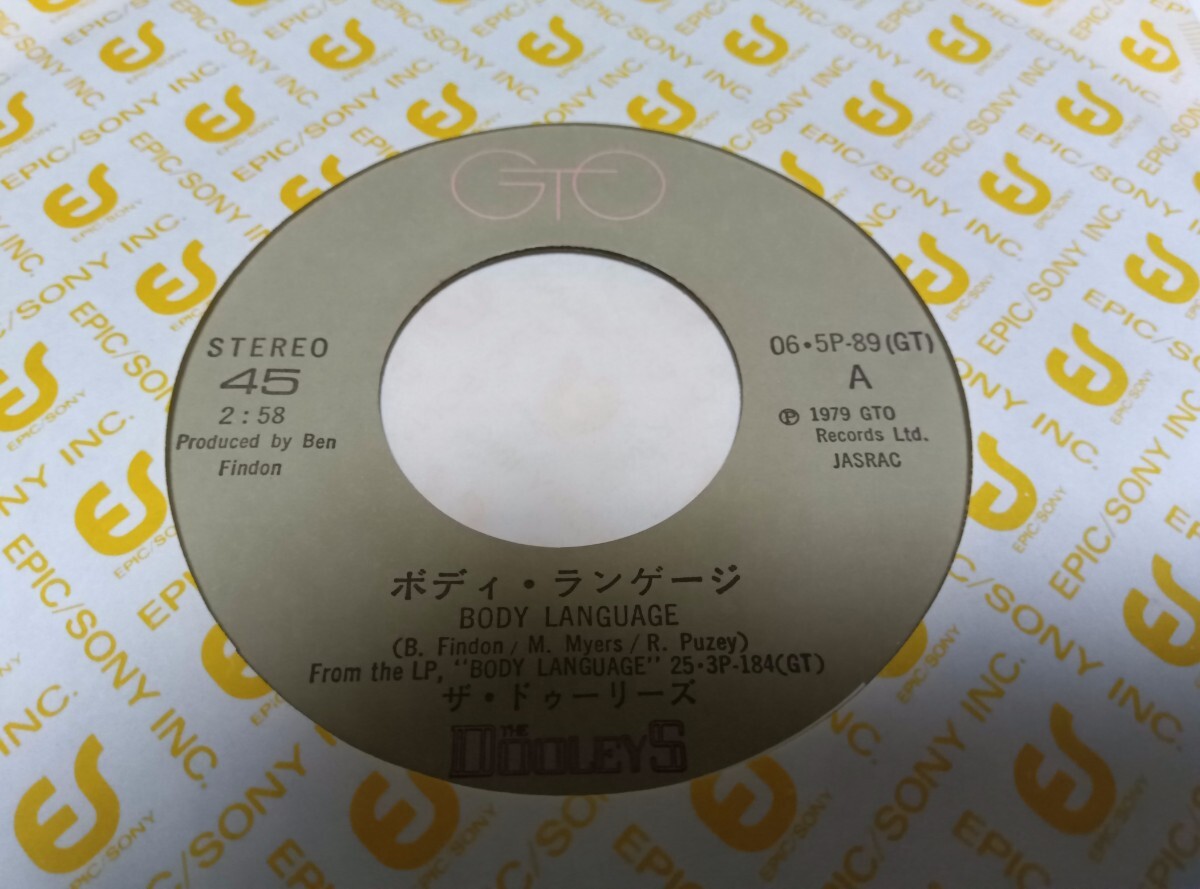 GTO
STEREO
45
2:58
Produced by Ben
Findon
06・5P-89(GT)
A
℗ 1979 GTO
Records Ltd.
JASRAC
ボディ・ランゲージ
BODY LANGUAGE
(B. Findon / M. Myers / R. Puzey)
From the LP, "BODY LANGUAGE" 25・3P-184(GT)
ザ・ドゥーリーズ
THE DOOLEYS
EPIC/SONY INC.
EPIC/SONY